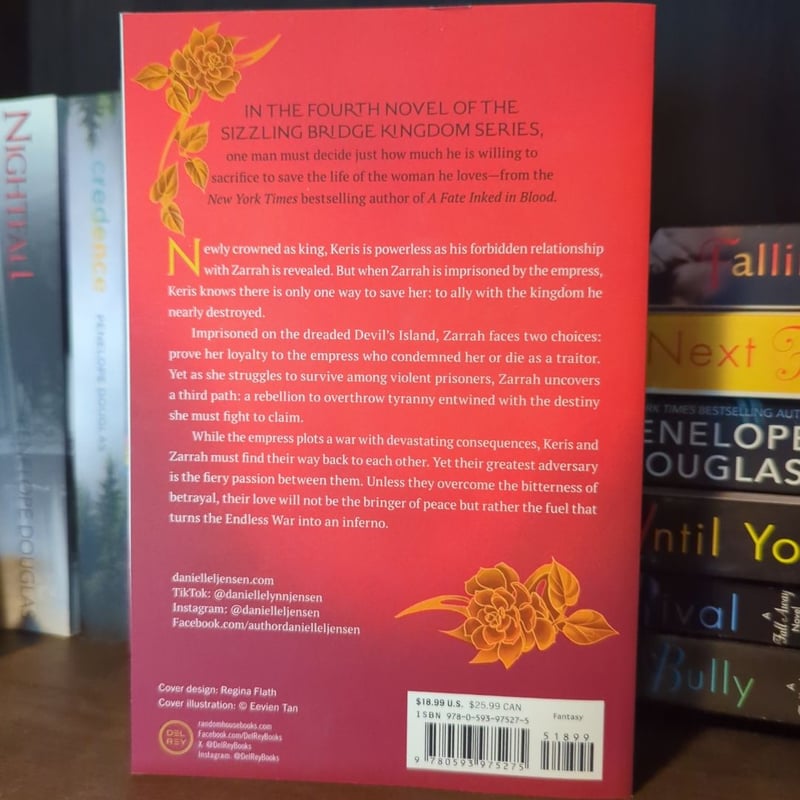 NIGHTFALL
credence
PENELOPE DOUGLAS
IN THE FOURTH NOVEL OF THE
SIZZLING BRIDGE KINGDOM SERIES,
one man must decide just how much he is willing to
sacrifice to save the life of the woman he loves—from the
New York Times bestselling author of A Fate Inked in Blood.
Newly crowned as king, Keris is powerless as his forbidden relationship
with Zarrah is revealed. But when Zarrah is imprisoned by the empress,
Keris knows there is only one way to save her: to ally with the kingdom he
nearly destroyed.
Imprisoned on the dreaded Devil's Island, Zarrah faces two choices:
prove her loyalty to the empress who condemned her or die as a traitor.
Yet as she struggles to survive among violent prisoners, Zarrah uncovers
a third path: a rebellion to overthrow tyranny entwined with the destiny
she must fight to claim.
While the empress plots a war with devastating consequences, Keris and
Zarrah must find their way back to each other. Yet their greatest adversary
is the fiery passion between them. Unless they overcome the bitterness of
betrayal, their love will not be the bringer of peace but rather the fuel that
turns the Endless War into an inferno.
danielleljensen.com
TikTok: @daniellelynnjensen
Instagram: @danielleljensen
Facebook.com/authordanielleljensen
Cover design: Regina Flath
Cover illustration: © Eevien Tan
DEL
REY
randomhousebooks.com
Facebook.com/DelReyBooks
X: @DelReyBooks
Instagram: @DelReyBooks
$18.99 U.S. $25.99 CAN
ISBN 978-0-593-97527-5
Fantasy
51899
9 780593 975275
Falli
Next
RK TIMES BESTSELLING AUTHOR
ENELOPE
OUGLAS
Until Yo
ival
A
Fall Away
Novel
Bully
A